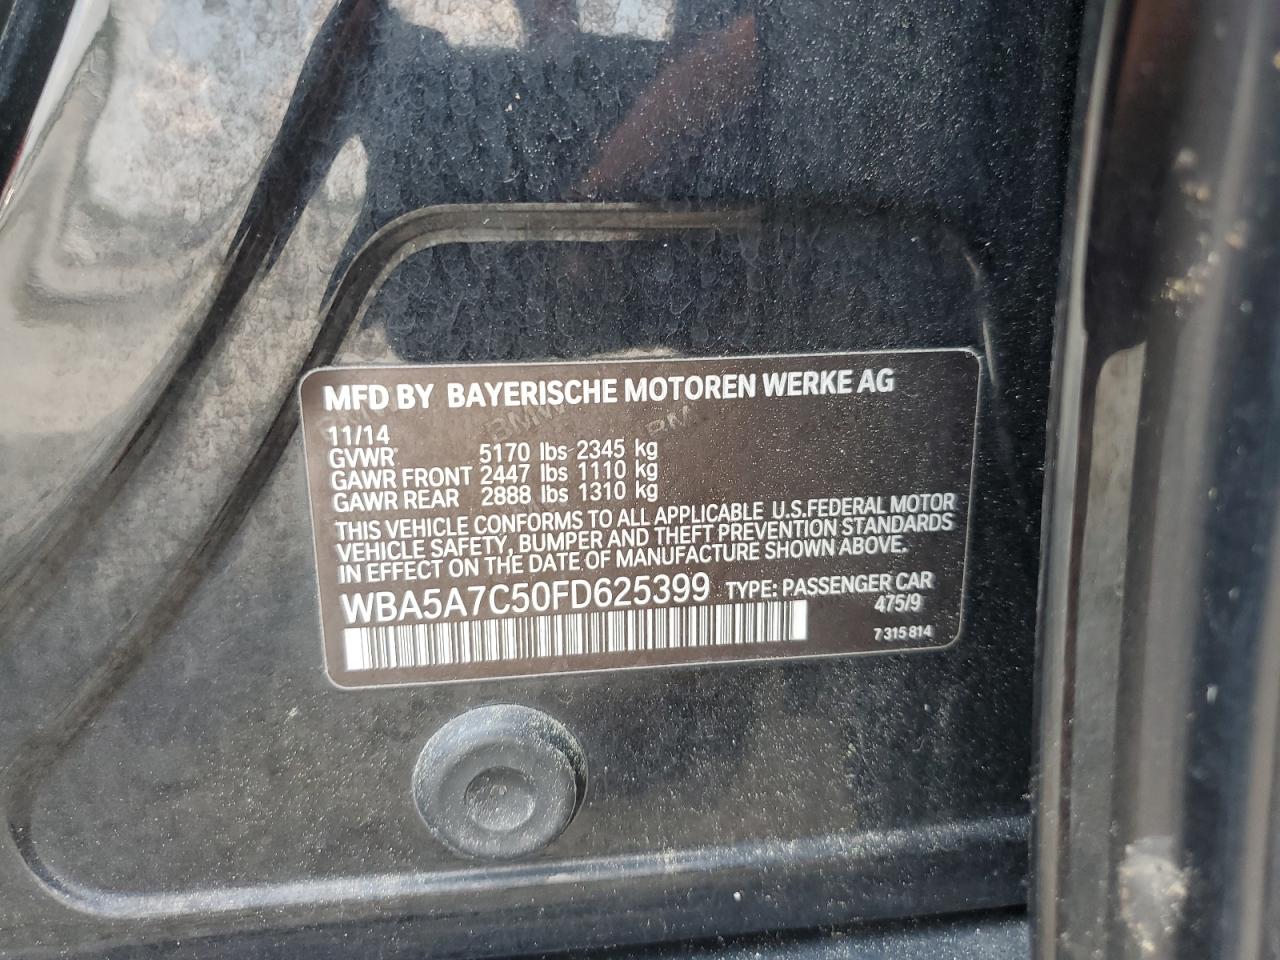 MFD BY BAYERISCHE MOTOREN WERKE AG
11/14
GVWR 5170 lbs 2345 kg
GAWR FRONT 2447 lbs 1110 kg
GAWR REAR 2888 lbs 1310 kg
THIS VEHICLE CONFORMS TO ALL APPLICABLE U.S.FEDERAL MOTOR
VEHICLE SAFETY, BUMPER AND THEFT PREVENTION STANDARDS
IN EFFECT ON THE DATE OF MANUFACTURE SHOWN ABOVE.
WBA5A7C50FD625399 TYPE: PASSENGER CAR
475/9
7 315 814